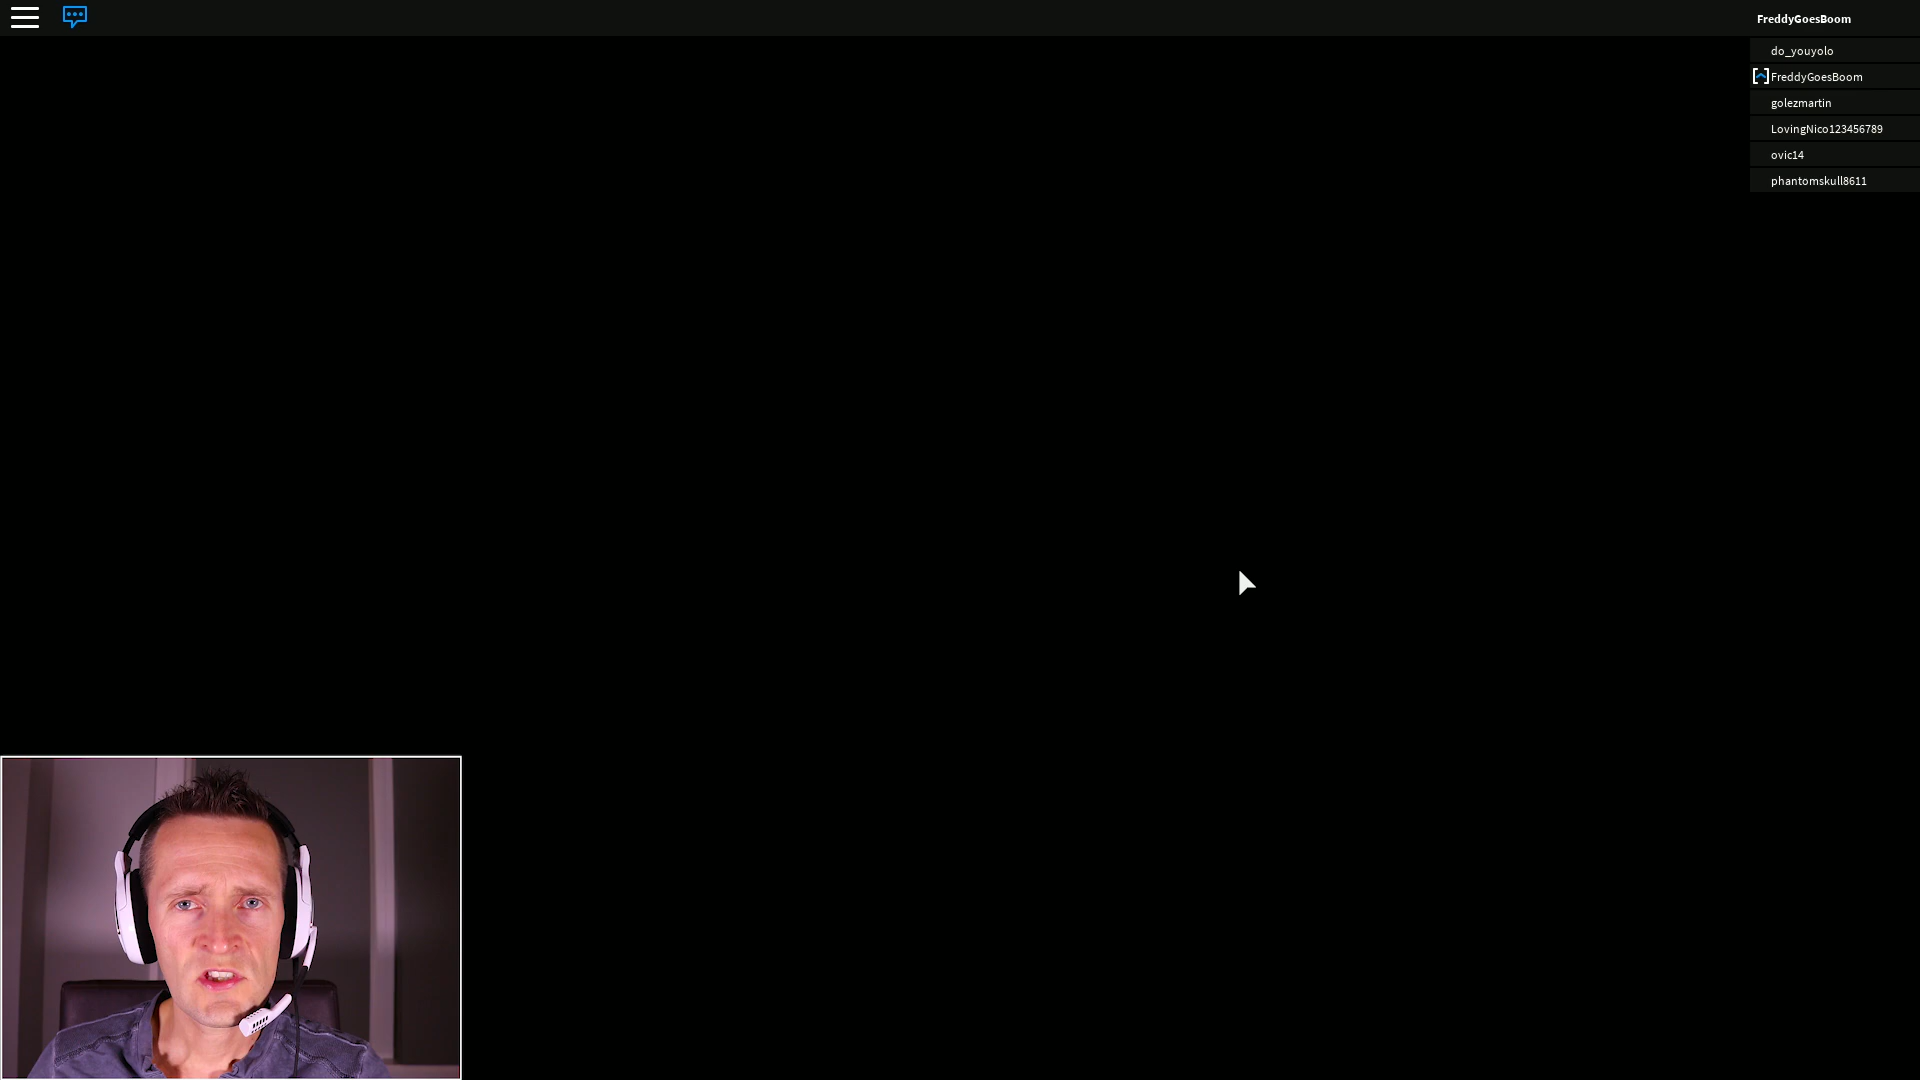 FreddyGoesBoom
do_youyolo
FreddyGoesBoom
golezmartin
LovingNico123456789
ovic14
phantomskull8611